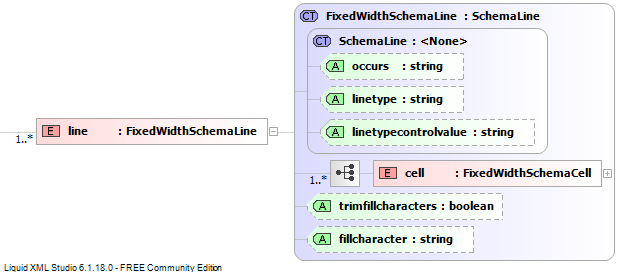 CT FixedWidthSchemaLine : SchemaLine
CT SchemaLine : <None>
A occurs : string
A linetype : string
A linetypecontrolvalue : string
E line : FixedWidthSchemaLine
1..*
1..*
E cell : FixedWidthSchemaCell
A trimfillcharacters : boolean
A fillcharacter : string
Liquid XML Studio 6.1.18.0 - FREE Community Edition